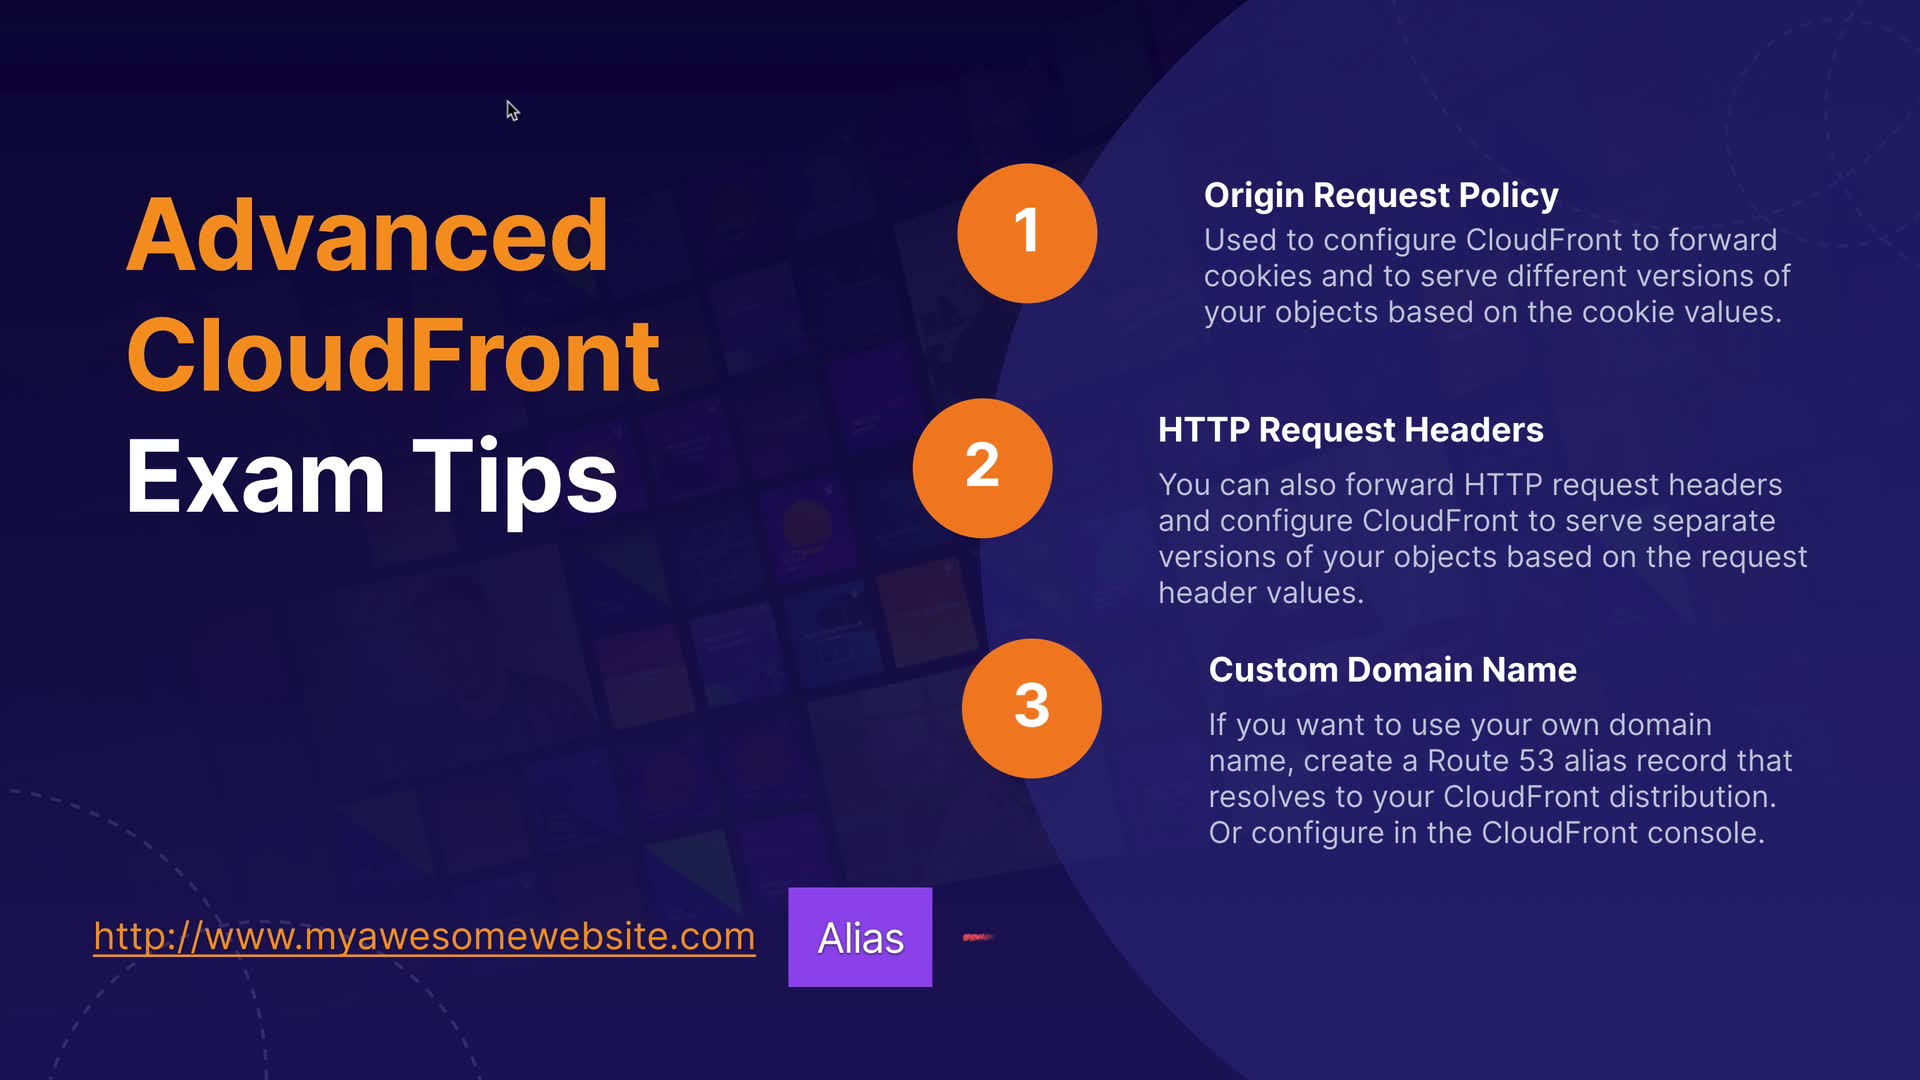 Advanced
CloudFront
Exam Tips
1
Origin Request Policy
Used to configure CloudFront to forward
cookies and to serve different versions of
your objects based on the cookie values.
2
HTTP Request Headers
You can also forward HTTP request headers
and configure CloudFront to serve separate
versions of your objects based on the request
header values.
3
Custom Domain Name
If you want to use your own domain
name, create a Route 53 alias record that
resolves to your CloudFront distribution.
Or configure in the CloudFront console.
http://www.myawesomewebsite.com
Alias